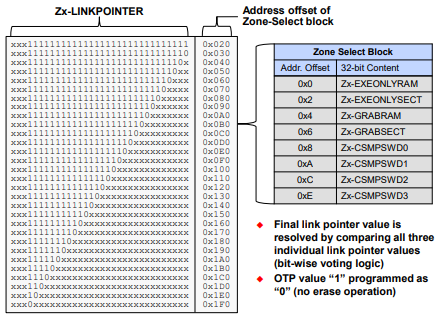 Zx-LINKPOINTER
Address offset of
Zone-Select block
xxx11111111111111111111111111111 0x020
xxx11111111111111111111111111110 0x030
xxx1111111111111111111111111110x 0x040
xxx111111111111111111111111110xx 0x050
xxx11111111111111111111111110xxx 0x060
xxx1111111111111111111111110xxxx 0x070
xxx111111111111111111111110xxxxx 0x080
xxx11111111111111111111110xxxxxx 0x090
xxx1111111111111111111110xxxxxxx 0x0A0
xxx111111111111111111110xxxxxxxx 0x0B0
xxx11111111111111111110xxxxxxxxx 0x0C0
xxx1111111111111111110xxxxxxxxxx 0x0D0
xxx111111111111111110xxxxxxxxxxx 0x0E0
xxx11111111111111110xxxxxxxxxxxx 0x0F0
xxx1111111111111110xxxxxxxxxxxxx 0x100
xxx111111111111110xxxxxxxxxxxxxx 0x110
xxx11111111111110xxxxxxxxxxxxxxx 0x120
xxx1111111111110xxxxxxxxxxxxxxxx 0x130
xxx111111111110xxxxxxxxxxxxxxxxx 0x140
xxx11111111110xxxxxxxxxxxxxxxxxx 0x150
xxx1111111110xxxxxxxxxxxxxxxxxxx 0x160
xxx111111110xxxxxxxxxxxxxxxxxxxx 0x170
xxx11111110xxxxxxxxxxxxxxxxxxxxx 0x180
xxx1111110xxxxxxxxxxxxxxxxxxxxxx 0x190
xxx111110xxxxxxxxxxxxxxxxxxxxxxx 0x1A0
xxx11110xxxxxxxxxxxxxxxxxxxxxxxx 0x1B0
xxx1110xxxxxxxxxxxxxxxxxxxxxxxxx 0x1C0
xxx110xxxxxxxxxxxxxxxxxxxxxxxxxx 0x1D0
xxx10xxxxxxxxxxxxxxxxxxxxxxxxxxx 0x1E0
xxx0xxxxxxxxxxxxxxxxxxxxxxxxxxxx 0x1F0
Zone Select Block
Addr. Offset 32-bit Content
0x0 Zx-EXEONLYRAM
0x2 Zx-EXEONLYSECT
0x4 Zx-GRABRAM
0x6 Zx-GRABSECT
0x8 Zx-CSMPSWD0
0xA Zx-CSMPSWD1
0xC Zx-CSMPSWD2
0xE Zx-CSMPSWD3
◆ Final link pointer value is
resolved by comparing all three
individual link pointer values
(bit-wise voting logic)
◆ OTP value “1” programmed as
“0” (no erase operation)